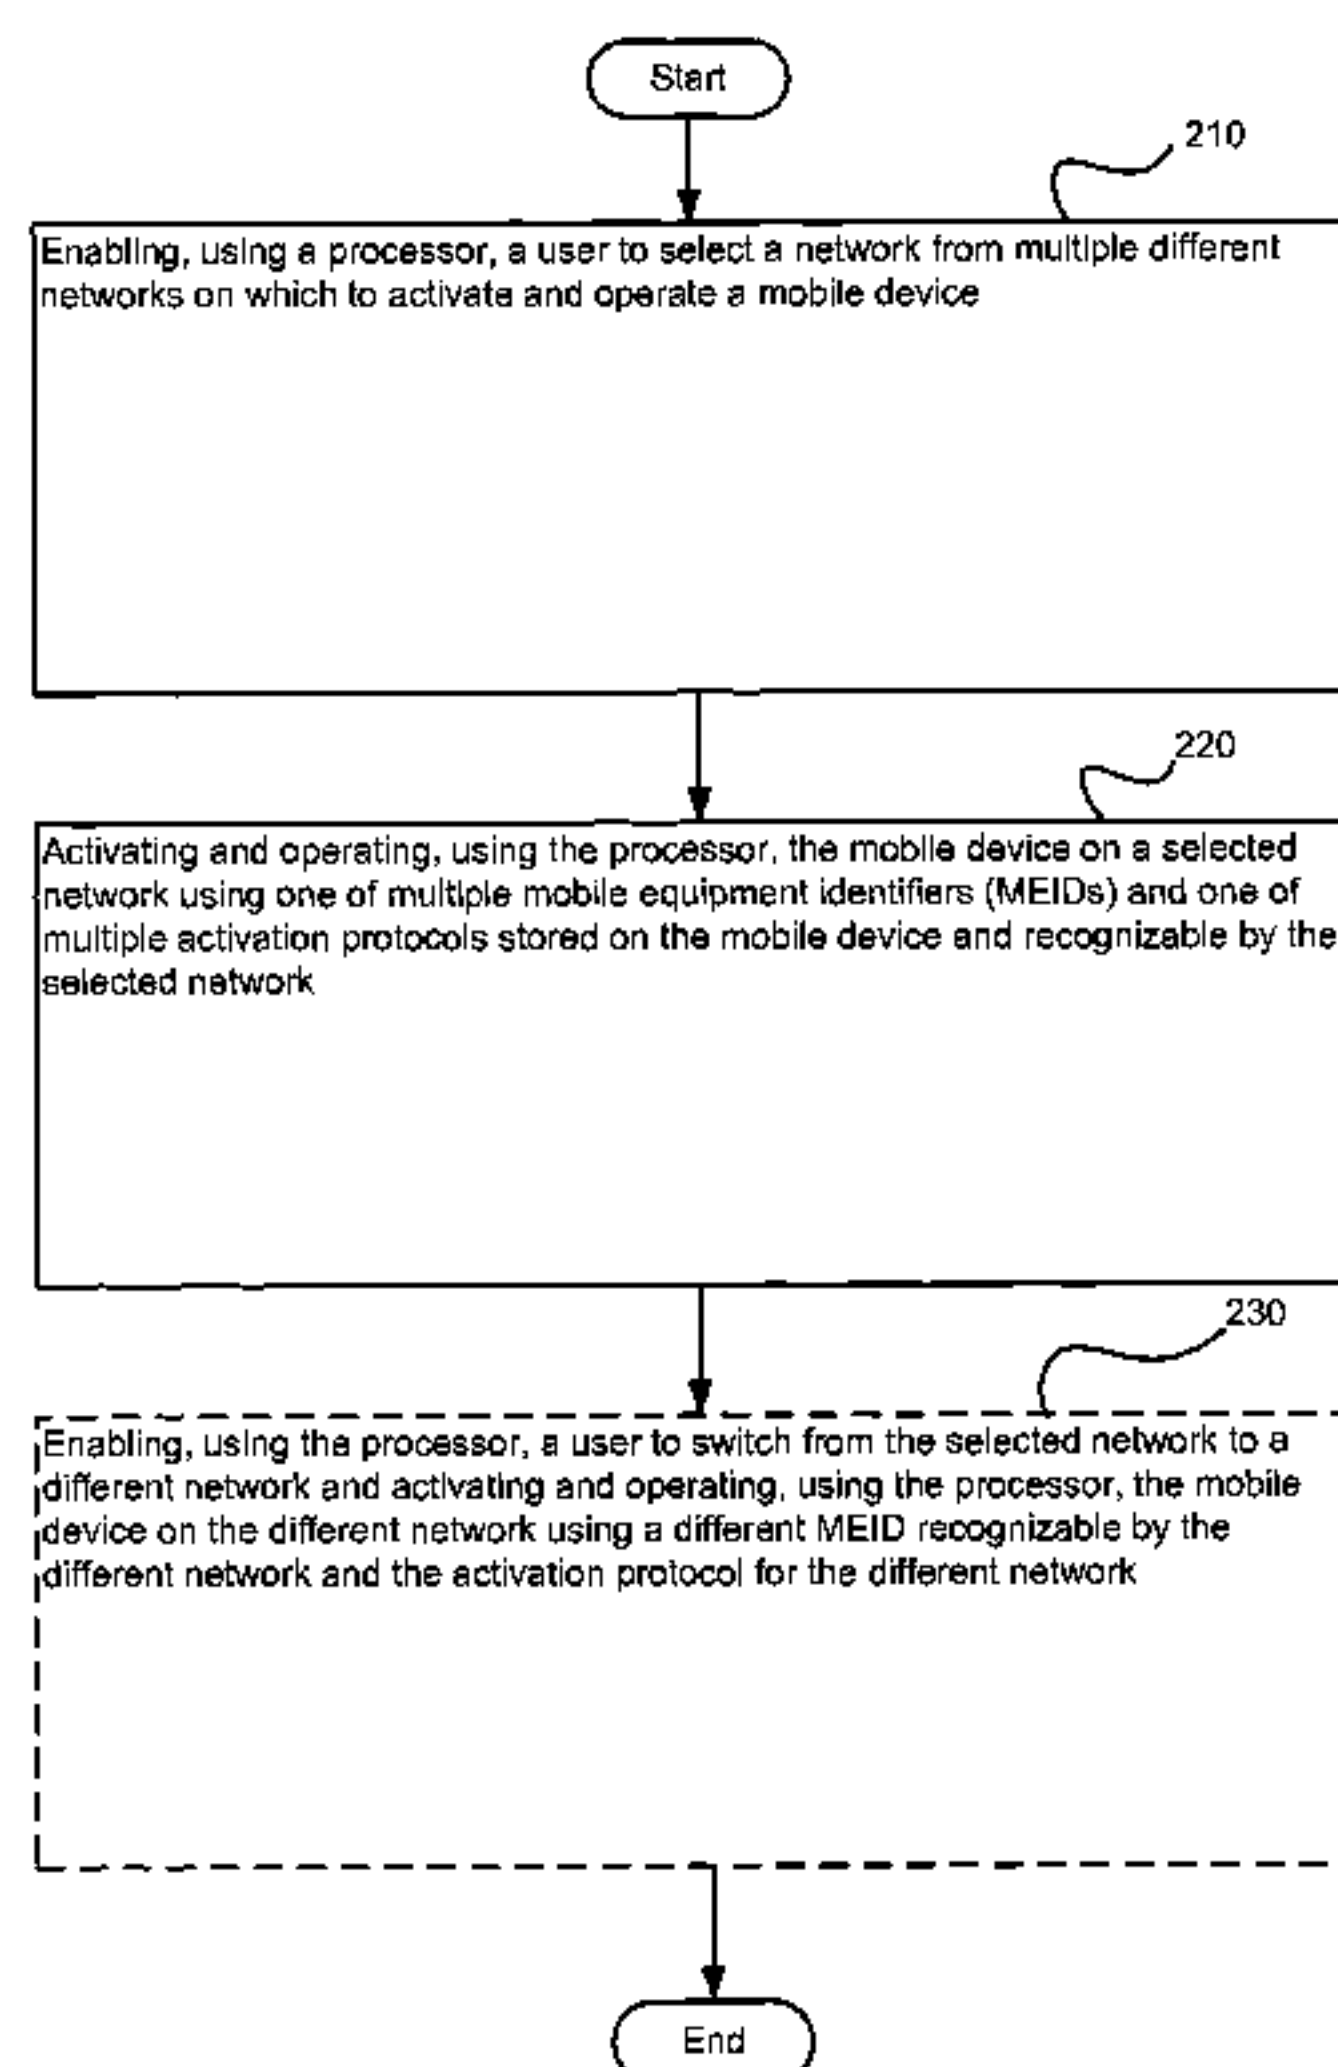 Start
210
Enabling, using a processor, a user to select a network from multiple different
networks on which to activate and operate a mobile device
220
Activating and operating, using the processor, the mobile device on a selected
network using one of multiple mobile equipment identifiers (MEIDs) and one of
multiple activation protocols stored on the mobile device and recognizable by the
selected network
230
Enabling, using the processor, a user to switch from the selected network to a
different network and activating and operating, using the processor, the mobile
device on the different network using a different MEID recognizable by the
different network and the activation protocol for the different network
End